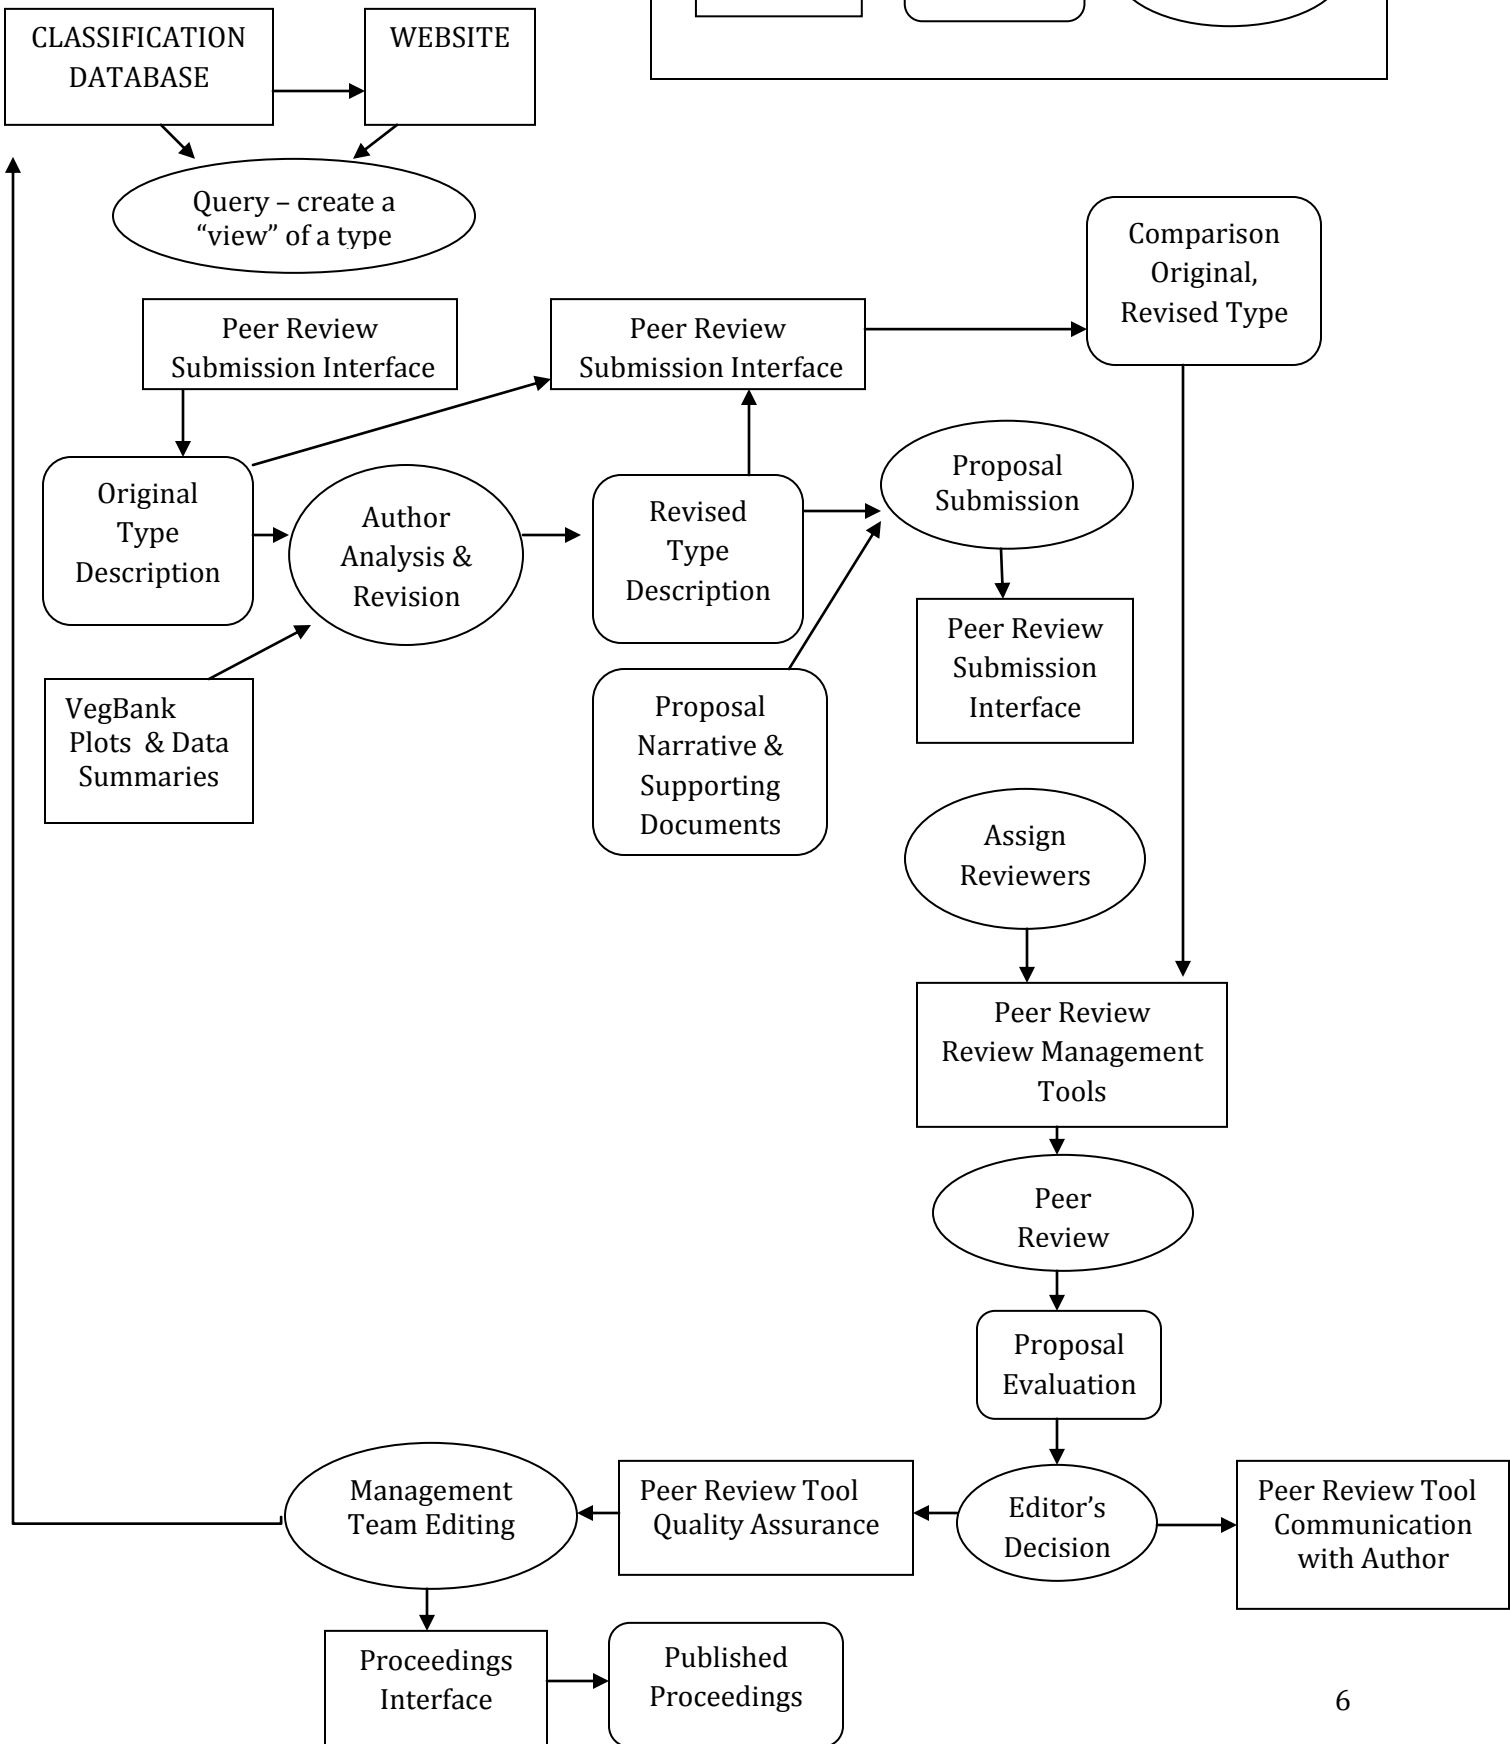 CLASSIFICATION
DATABASE
WEBSITE
Query – create a
“view” of a type
Comparison
Original,
Revised Type
Peer Review
Submission Interface
Peer Review
Submission Interface
Original
Type
Description
Author
Analysis &
Revision
Revised
Type
Description
Proposal
Submission
Peer Review
Submission
Interface
VegBank
Plots & Data
Summaries
Proposal
Narrative &
Supporting
Documents
Assign
Reviewers
Peer Review
Review Management
Tools
Peer
Review
Proposal
Evaluation
Management
Team Editing
Peer Review Tool
Quality Assurance
Editor’s
Decision
Peer Review Tool
Communication
with Author
Proceedings
Interface
Published
Proceedings
6